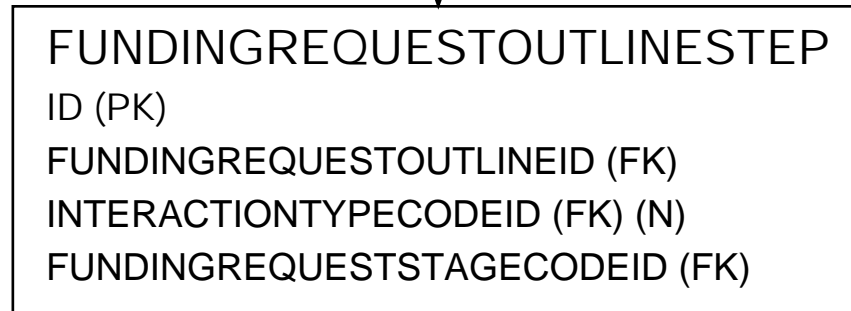 FUNDINGREQUESTOUTLINESTEP
ID (PK)
FUNDINGREQUESTOUTLINEID (FK)
INTERACTIONTYPECODEID (FK) (N)
FUNDINGREQUESTSTAGECODEID (FK)